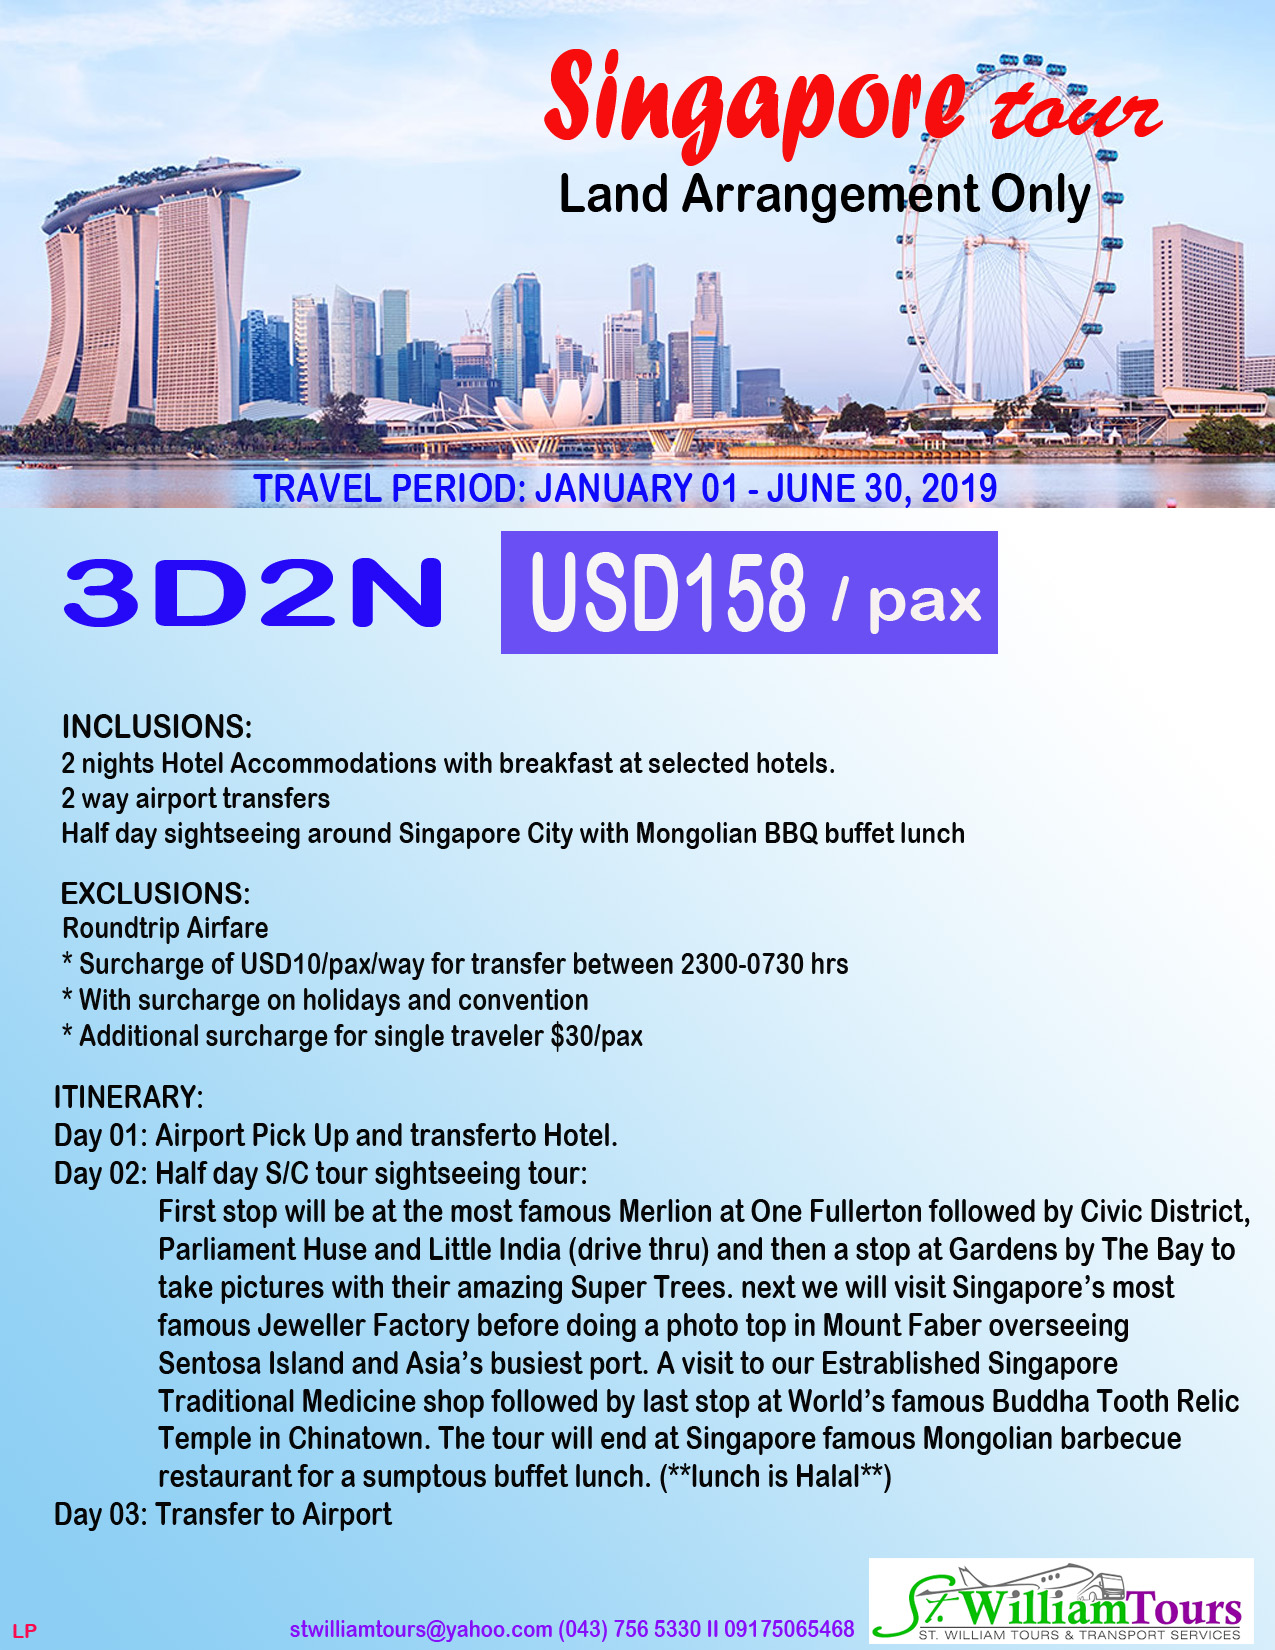 Singapore tour
Land Arrangement Only
TRAVEL PERIOD: JANUARY 01 - JUNE 30, 2019
3D2N
USD158 / pax
INCLUSIONS:
2 nights Hotel Accommodations with breakfast at selected hotels.
2 way airport transfers
Half day sightseeing around Singapore City with Mongolian BBQ buffet lunch
EXCLUSIONS:
Roundtrip Airfare
* Surcharge of USD10/pax/way for transfer between 2300-0730 hrs
* With surcharge on holidays and convention
* Additional surcharge for single traveler $30/pax
ITINERARY:
Day 01: Airport Pick Up and transferto Hotel.
Day 02: Half day S/C tour sightseeing tour:
First stop will be at the most famous Merlion at One Fullerton followed by Civic District,
Parliament Huse and Little India (drive thru) and then a stop at Gardens by The Bay to
take pictures with their amazing Super Trees. next we will visit Singapore's most
famous Jeweller Factory before doing a photo top in Mount Faber overseeing
Sentosa Island and Asia's busiest port. A visit to our Estrablished Singapore
Traditional Medicine shop followed by last stop at World's famous Buddha Tooth Relic
Temple in Chinatown. The tour will end at Singapore famous Mongolian barbecue
restaurant for a sumptous buffet lunch. (**lunch is Halal**)
Day 03: Transfer to Airport
LP
stwilliamtours@yahoo.com (043) 756 5330 II 09175065468
St. WilliamTours
ST. WILLIAM TOURS & TRANSPORT SERVICES